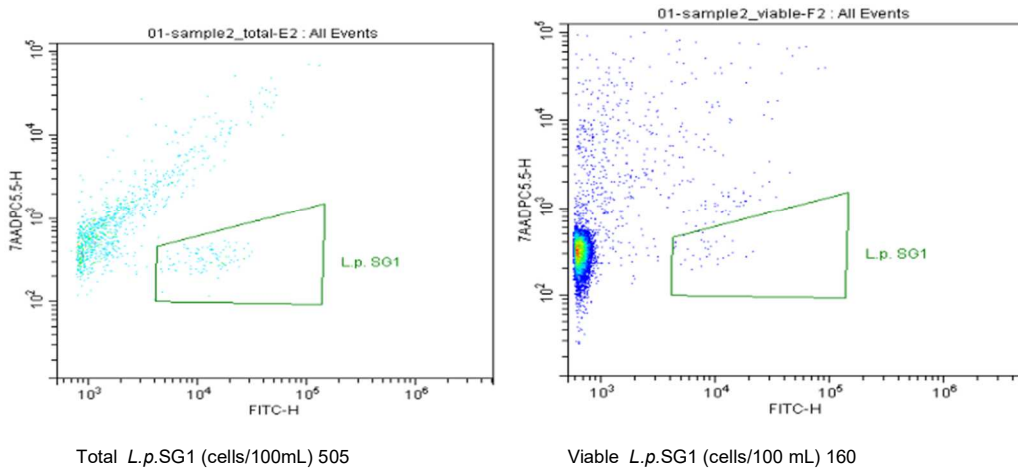 01-sample2_total-E2 : All Events
10^5
10^4
10^3
10^2
7AADPC5.5-H
L.p. SG1
10^3 10^4 10^5 10^6
FITC-H
Total L.p.SG1 (cells/100mL) 505
01-sample2_viable-F2 : All Events
10^5
10^4
10^3
10^2
7AADPC5.5-H
L.p. SG1
10^3 10^4 10^5 10^6
FITC-H
Viable L.p.SG1 (cells/100 mL) 160